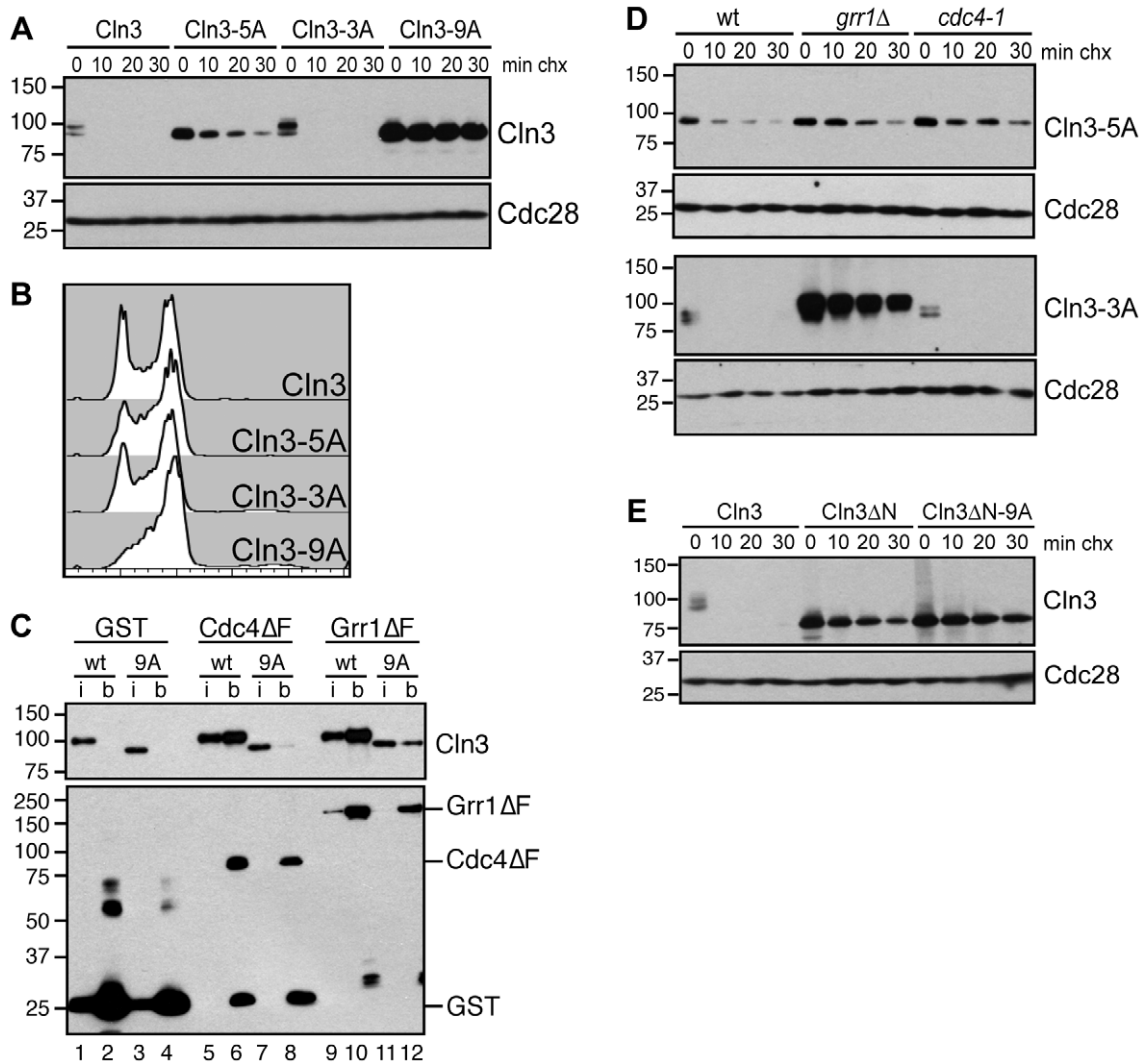 A
Cln3 Cln3-5A Cln3-3A Cln3-9A
0 10 20 30 0 10 20 30 0 10 20 30 0 10 20 30 min chx
150
100
75
Cln3
37
25
Cdc28
B
Cln3
Cln3-5A
Cln3-3A
Cln3-9A
C
GST Cdc4ΔF Grr1ΔF
wt 9A wt 9A wt 9A
i b i b i b i b i b i b
150
100
75
Cln3
250
150
100
75
50
37
25
Grr1ΔF
Cdc4ΔF
GST
1 2 3 4 5 6 7 8 9 10 11 12
D
wt grr1Δ cdc4-1
0 10 20 30 0 10 20 30 0 10 20 30 min chx
150
100
75
Cln3-5A
37
25
Cdc28
150
100
75
Cln3-3A
37
25
Cdc28
E
Cln3 Cln3ΔN Cln3ΔN-9A
0 10 20 30 0 10 20 30 0 10 20 30 min chx
150
100
75
Cln3
37
25
Cdc28